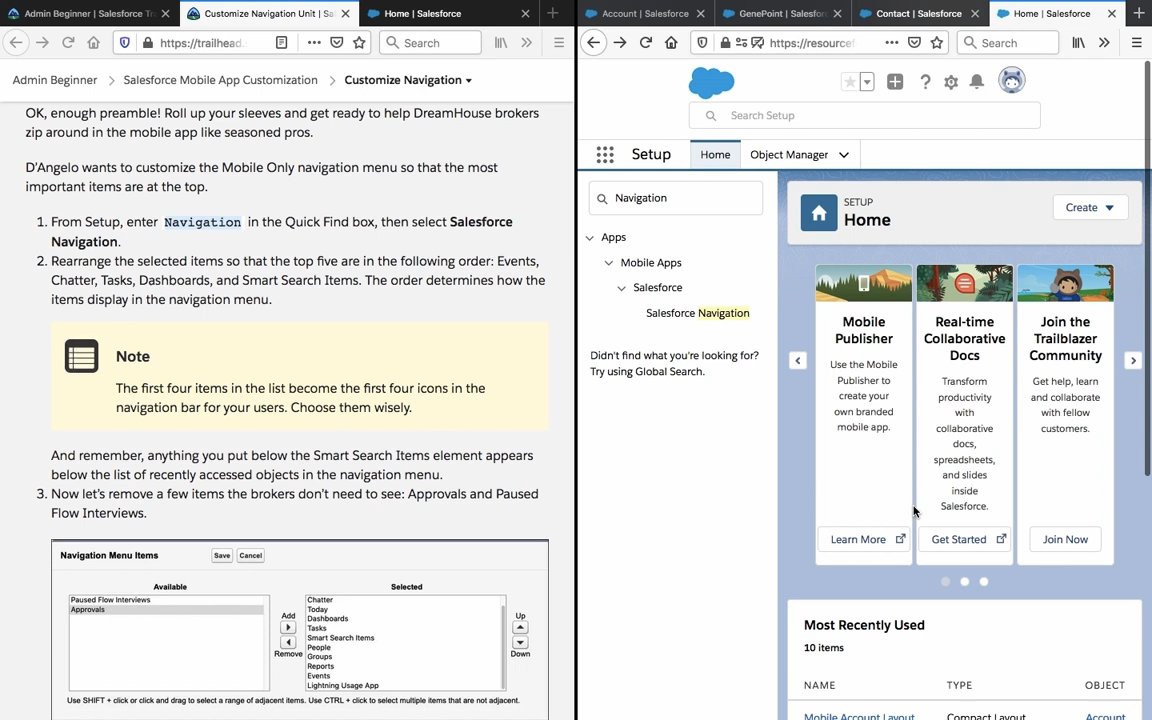 Admin Beginner | Salesforce Tra
Customize Navigation Unit | Sa
Home | Salesforce
https://trailhead.
Search
Admin Beginner
Salesforce Mobile App Customization
Customize Navigation
OK, enough preamble! Roll up your sleeves and get ready to help DreamHouse brokers
zip around in the mobile app like seasoned pros.
D'Angelo wants to customize the Mobile Only navigation menu so that the most
important items are at the top.
1. From Setup, enter Navigation in the Quick Find box, then select Salesforce
Navigation.
2. Rearrange the selected items so that the top five are in the following order: Events,
Chatter, Tasks, Dashboards, and Smart Search Items. The order determines how the
items display in the navigation menu.
Note
The first four items in the list become the first four icons in the
navigation bar for your users. Choose them wisely.
And remember, anything you put below the Smart Search Items element appears
below the list of recently accessed objects in the navigation menu.
3. Now let's remove a few items the brokers don't need to see: Approvals and Paused
Flow Interviews.
Navigation Menu Items
Save
Cancel
Available
Paused Flow Interviews
Approvals
Add
Remove
Selected
Chatter
Today
Dashboards
Tasks
Smart Search Items
People
Groups
Reports
Events
Lightning Usage App
Up
Down
Use SHIFT + click or click and drag to select a range of adjacent items. Use CTRL + click to select multiple items that are not adjacent.
Account | Salesforce
GenePoint | Salesfor
Contact | Salesforce
Home | Salesforce
https://resource
Search
Search Setup
Setup
Home
Object Manager
Navigation
Apps
Mobile Apps
Salesforce
Salesforce Navigation
Didn't find what you're looking for?
Try using Global Search.
SETUP
Home
Create
Mobile
Publisher
Use the Mobile
Publisher to
create your
own branded
mobile app.
Learn More
Real-time
Collaborative
Docs
Transform
productivity
with
collaborative
docs,
spreadsheets,
and slides
inside
Salesforce.
Get Started
Join the
Trailblazer
Community
Get help, learn
and collaborate
with fellow
customers.
Join Now
Most Recently Used
10 items
NAME
TYPE
OBJECT
Mobile Account Layout
Compact Layout
Account